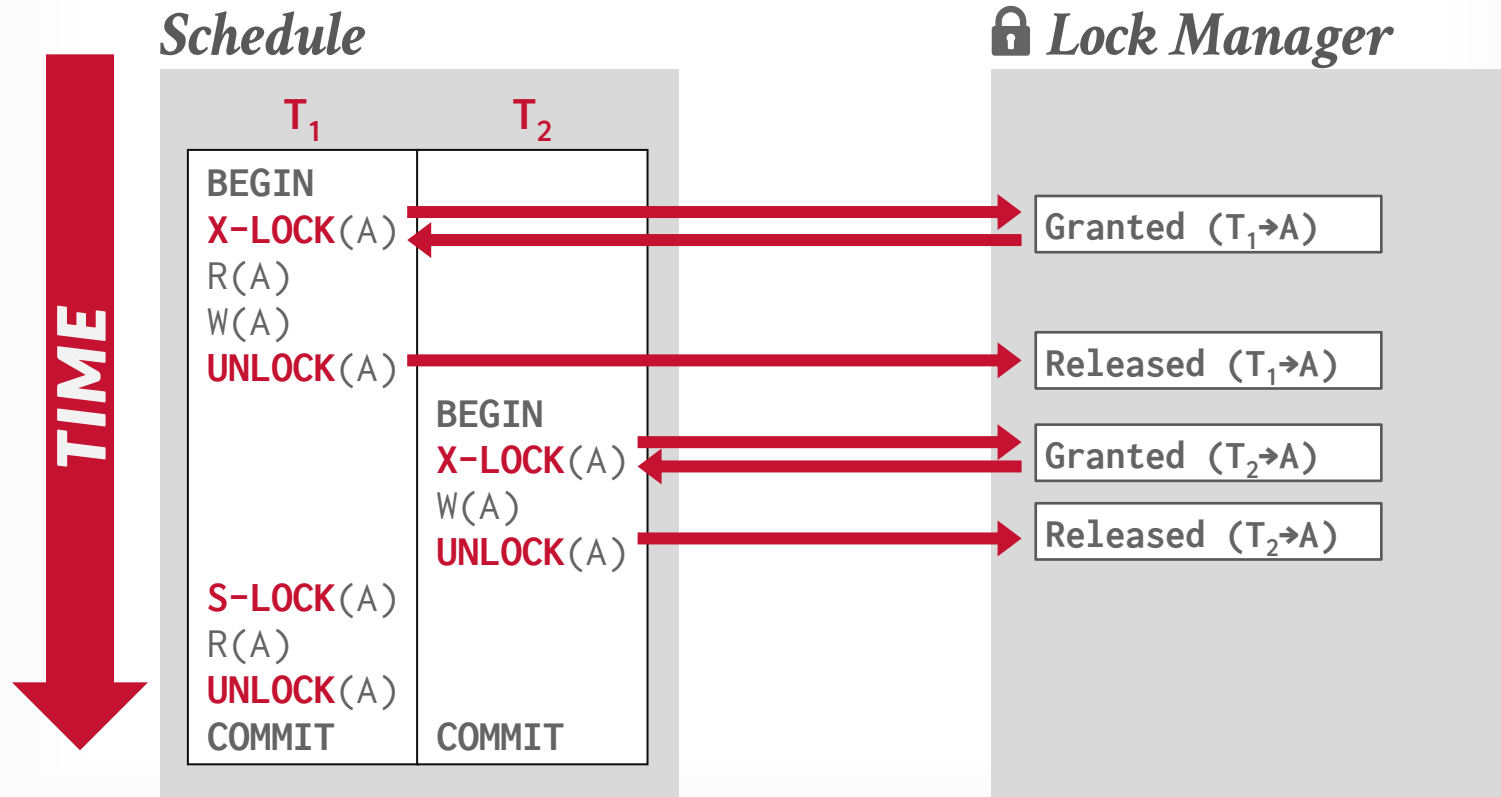 Schedule
Lock Manager
TIME
T1 T2
BEGIN
X-LOCK(A)
R(A)
W(A)
UNLOCK(A)
BEGIN
X-LOCK(A)
W(A)
UNLOCK(A)
S-LOCK(A)
R(A)
UNLOCK(A)
COMMIT COMMIT
Granted (T1→A)
Released (T1→A)
Granted (T2→A)
Released (T2→A)